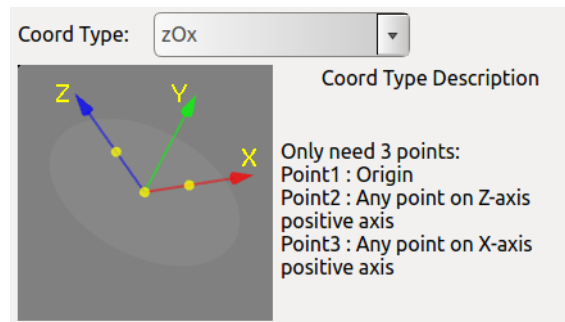 Coord Type: zOx
Coord Type Description
Z Y X
Only need 3 points:
Point1 : Origin
Point2 : Any point on Z-axis
positive axis
Point3 : Any point on X-axis
positive axis